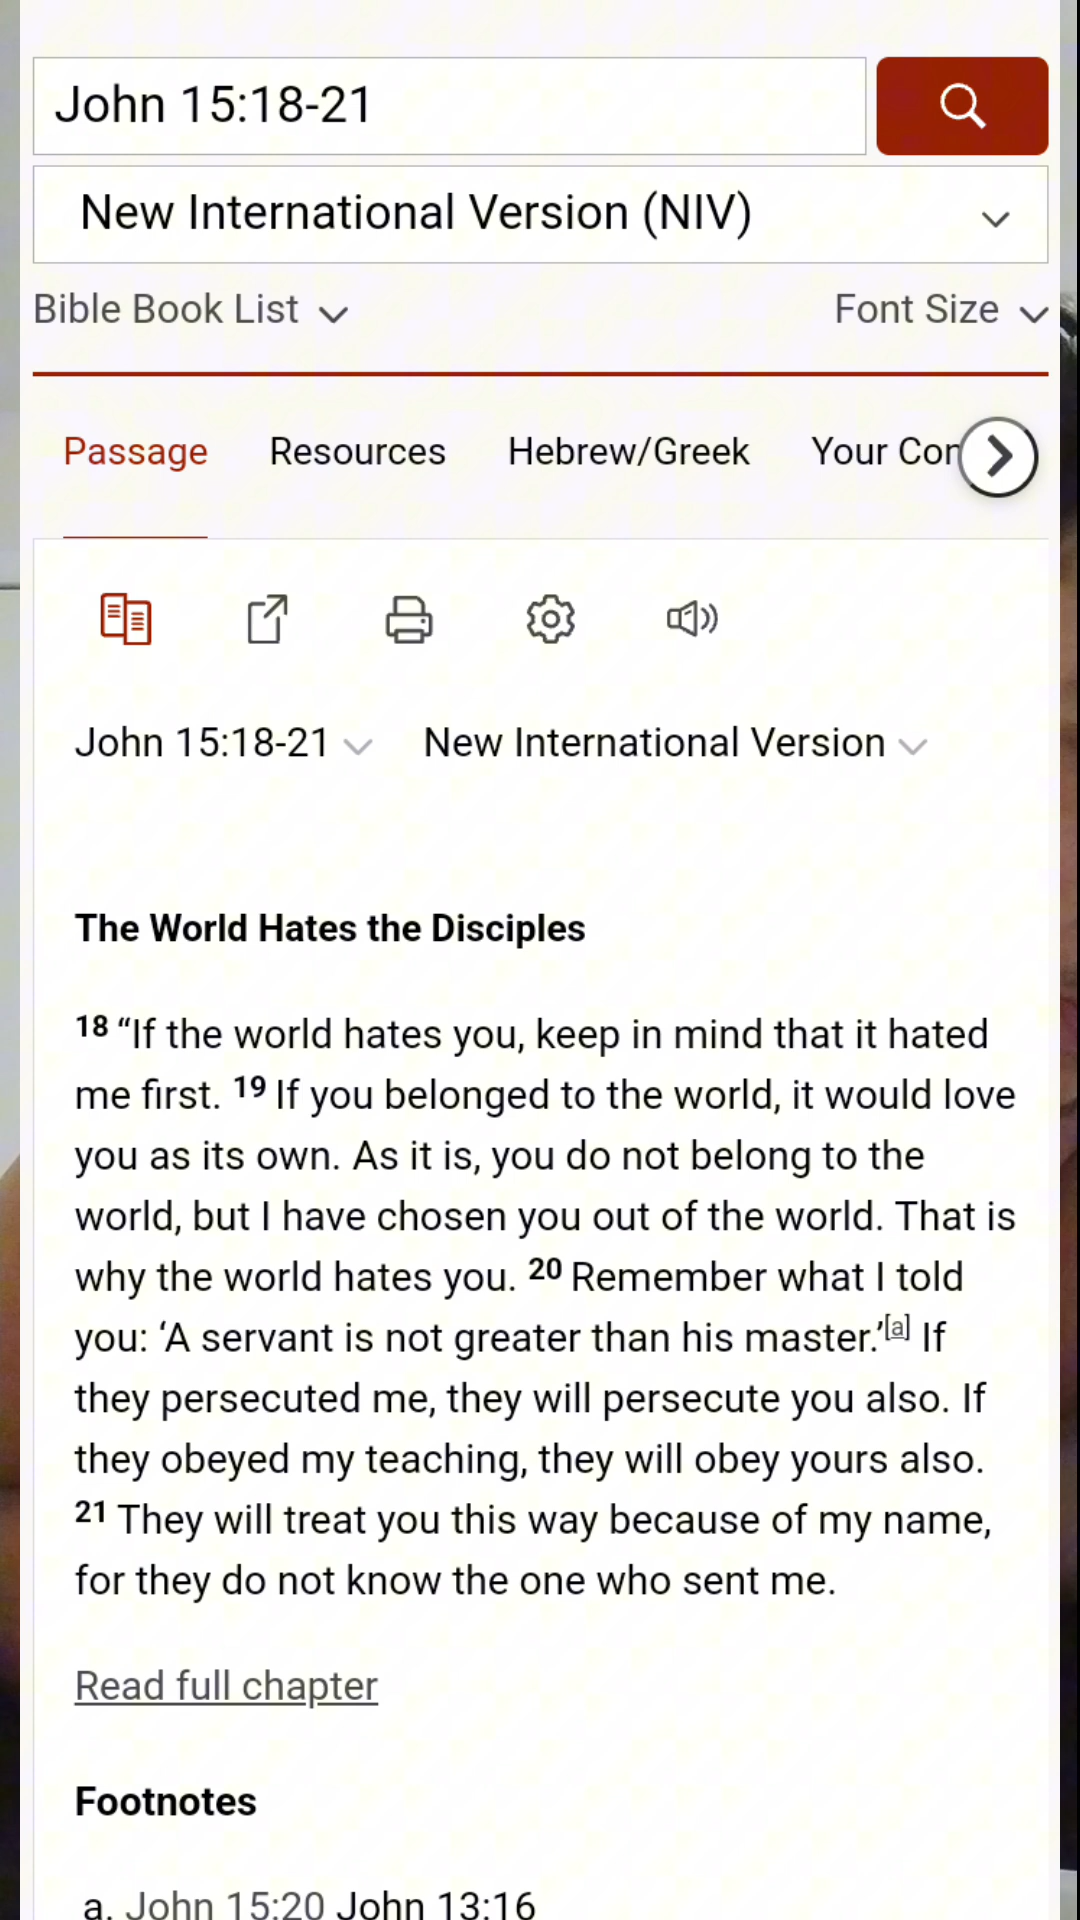 John 15:18-21
New International Version (NIV)
Bible Book List
Font Size
Passage Resources Hebrew/Greek Your
John 15:18-21 New International Version
The World Hates the Disciples
18 “If the world hates you, keep in mind that it hated
me first. 19 If you belonged to the world, it would love
you as its own. As it is, you do not belong to the
world, but I have chosen you out of the world. That is
why the world hates you. 20 Remember what I told
you: ‘A servant is not greater than his master.’[a] If
they persecuted me, they will persecute you also. If
they obeyed my teaching, they will obey yours also.
21 They will treat you this way because of my name,
for they do not know the one who sent me.
Read full chapter
Footnotes
a. John 15:20 John 13:16